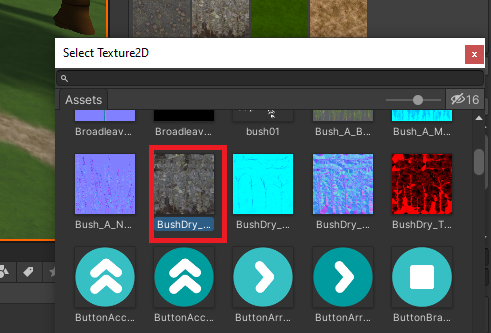 Select Texture2D
x
Assets
16
Broadleav...
Broadleav...
bush01
Bush_A_B...
Bush_A_M...
Bush_A_N...
BushDry_...
BushDry_...
BushDry_...
BushDry_T...
ButtonAcc...
ButtonAcc...
ButtonArr...
ButtonArr...
ButtonBra...